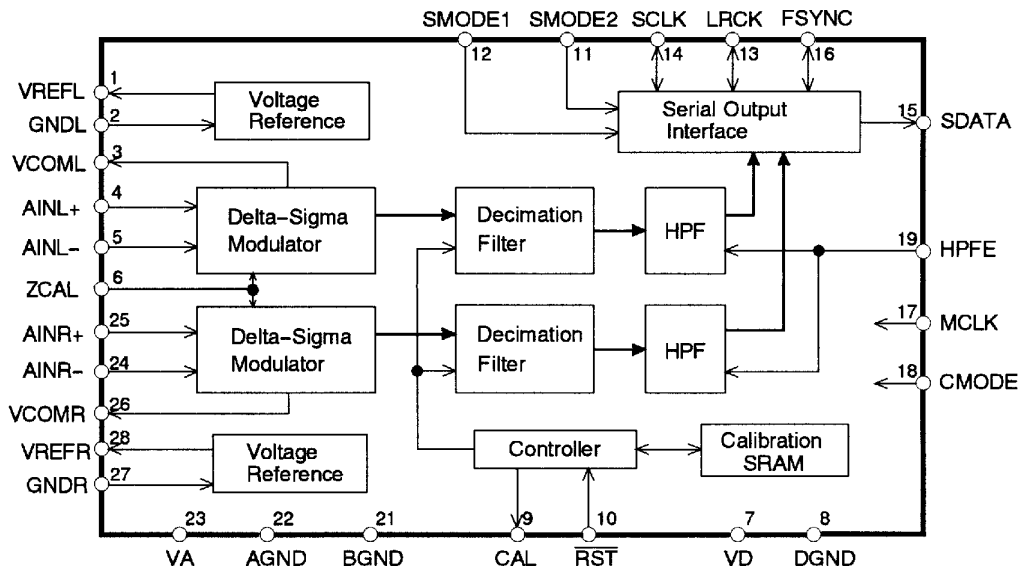 SMODE1 SMODE2 SCLK LRCK FSYNC
12 11 14 13 16
VREFL 1
GNDL 2
Voltage
Reference
Serial Output
Interface
15 SDATA
VCOML 3
AINL+ 4
AINL- 5
Delta-Sigma
Modulator
Decimation
Filter
HPF
19 HPFE
ZCAL 6
AINR+ 25
AINR- 24
Delta-Sigma
Modulator
Decimation
Filter
HPF
17 MCLK
18 CMODE
VCOMR 26
VREFR 28
GNDR 27
Voltage
Reference
Controller
Calibration
SRAM
23 22 21 9 10 7 8
VA AGND BGND CAL RST VD DGND